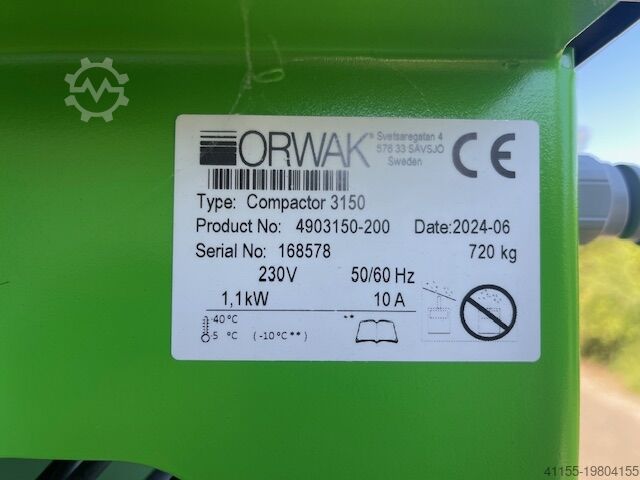 ORWAK®
Svetsaregatan 4
576 33 SÄVSJÖ
Sweden
CE
Type: Compactor 3150
Product No: 4903150-200 Date:2024-06
Serial No: 168578 720 kg
230V 50/60 Hz
1,1kW 10 A
40 °C
5 °C (-10°C **)
**
41155-19804155